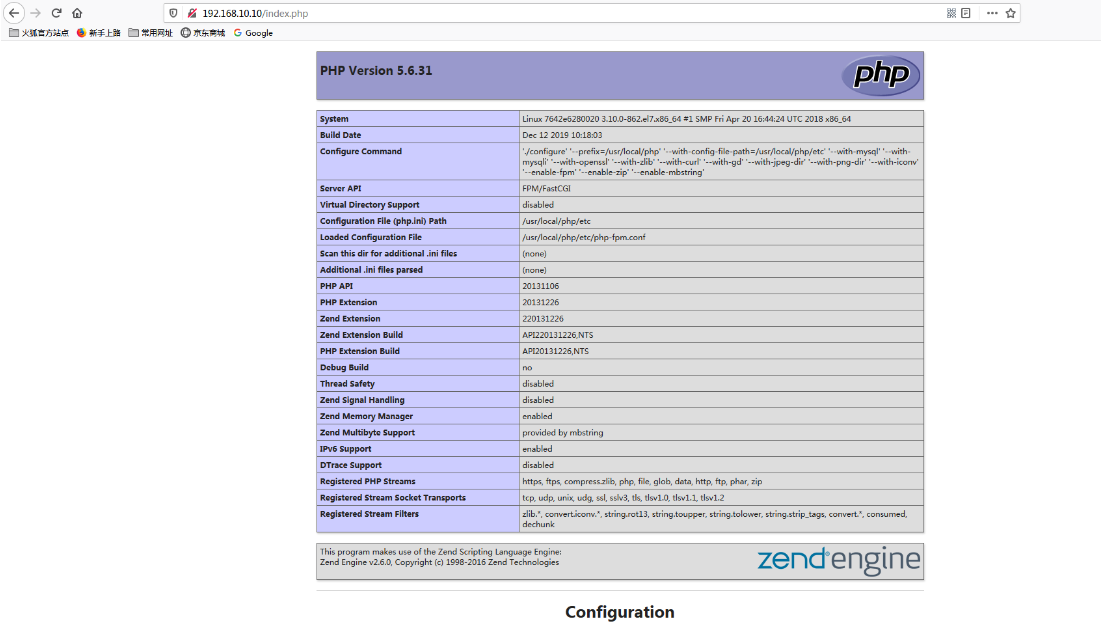 192.168.10.10/index.php
火狐官方站点 新手上路 常用网址 京东商城 Google
PHP Version 5.6.31
php
System Linux 7642e6280020 3.10.0-862.el7.x86_64 #1 SMP Fri Apr 20 16:44:24 UTC 2018 x86_64
Build Date Dec 12 2019 10:18:03
Configure Command './configure' '--prefix=/usr/local/php' '--with-config-file-path=/usr/local/php/etc' '--with-mysql' '--with-
mysqli' '--with-openssl' '--with-zlib' '--with-curl' '--with-gd' '--with-jpeg-dir' '--with-png-dir' '--with-iconv'
'--enable-fpm' '--enable-zip' '--enable-mbstring'
Server API FPM/FastCGI
Virtual Directory Support disabled
Configuration File (php.ini) Path /usr/local/php/etc
Loaded Configuration File /usr/local/php/etc/php-fpm.conf
Scan this dir for additional .ini files (none)
Additional .ini files parsed (none)
PHP API 20131106
PHP Extension 20131226
Zend Extension 220131226
Zend Extension Build API220131226,NTS
PHP Extension Build API20131226,NTS
Debug Build no
Thread Safety disabled
Zend Signal Handling disabled
Zend Memory Manager enabled
Zend Multibyte Support provided by mbstring
IPv6 Support enabled
DTrace Support disabled
Registered PHP Streams https, ftps, compress.zlib, php, file, glob, data, http, ftp, phar, zip
Registered Stream Socket Transports tcp, udp, unix, udg, ssl, sslv3, tls, tlsv1.0, tlsv1.1, tlsv1.2
Registered Stream Filters zlib.*, convert.iconv.*, string.rot13, string.toupper, string.tolower, string.strip_tags, convert.*, consumed,
dechunk
This program makes use of the Zend Scripting Language Engine:
Zend Engine v2.6.0, Copyright (c) 1998-2016 Zend Technologies
zend engine
Configuration